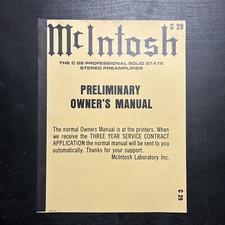 McIntosh
C 29
THE C 29 PROFESSIONAL SOLID STATE
STEREO PREAMPLIFIER
PRELIMINARY
OWNER'S MANUAL
The normal Owners Manual is at the printers. When
we receive the THREE YEAR SERVICE CONTRACT
APPLICATION the normal manual will be sent to you
automatically. Thanks for your support.
McIntosh Laboratory Inc.
C 29